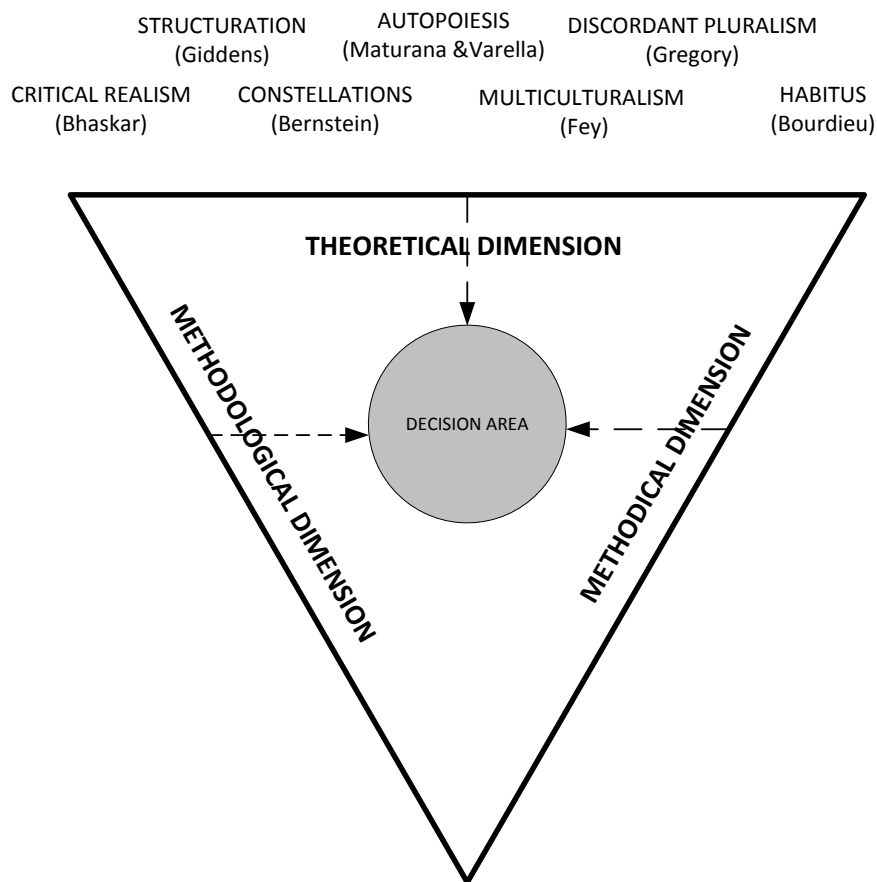 STRUCTURATION
(Giddens)
AUTOPOIESIS
(Maturana &Varella)
DISCORDANT PLURALISM
(Gregory)
CRITICAL REALISM
(Bhaskar)
CONSTELLATIONS
(Bernstein)
MULTICULTURALISM
(Fey)
HABITUS
(Bourdieu)
THEORETICAL DIMENSION
METHODOLOGICAL DIMENSION
DECISION AREA
METHODICAL DIMENSION